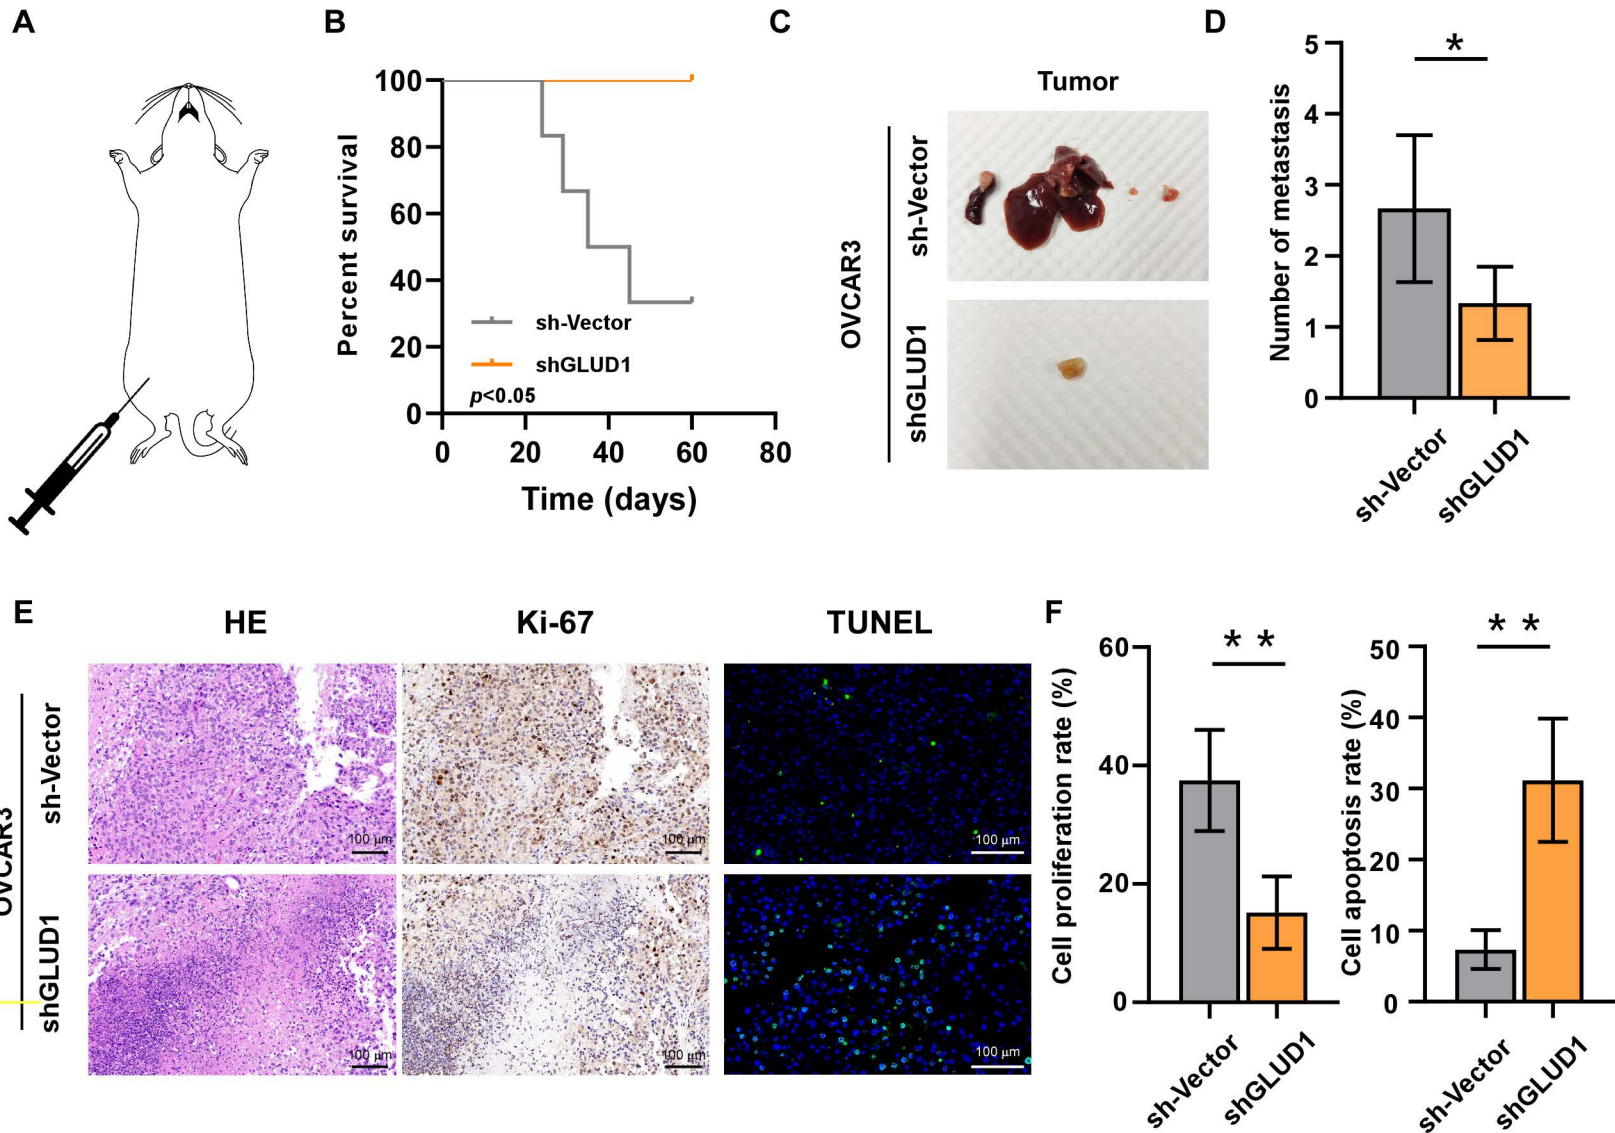 A
B
C
D
Percent survival
100
80
60
40
20
0
sh-Vector
shGLUD1
p<0.05
0 20 40 60 80
Time (days)
Tumor
OVCAR3
sh-Vector
shGLUD1
Number of metastasis
5
4
3
2
1
0
*
sh-Vector
shGLUD1
E
HE
Ki-67
TUNEL
OVCAR3
sh-Vector
shGLUD1
100 µm
100 µm
100 µm
100 µm
100 µm
100 µm
F
Cell proliferation rate (%)
60
40
20
0
* *
sh-Vector
shGLUD1
Cell apoptosis rate (%)
50
40
30
20
10
0
* *
sh-Vector
shGLUD1